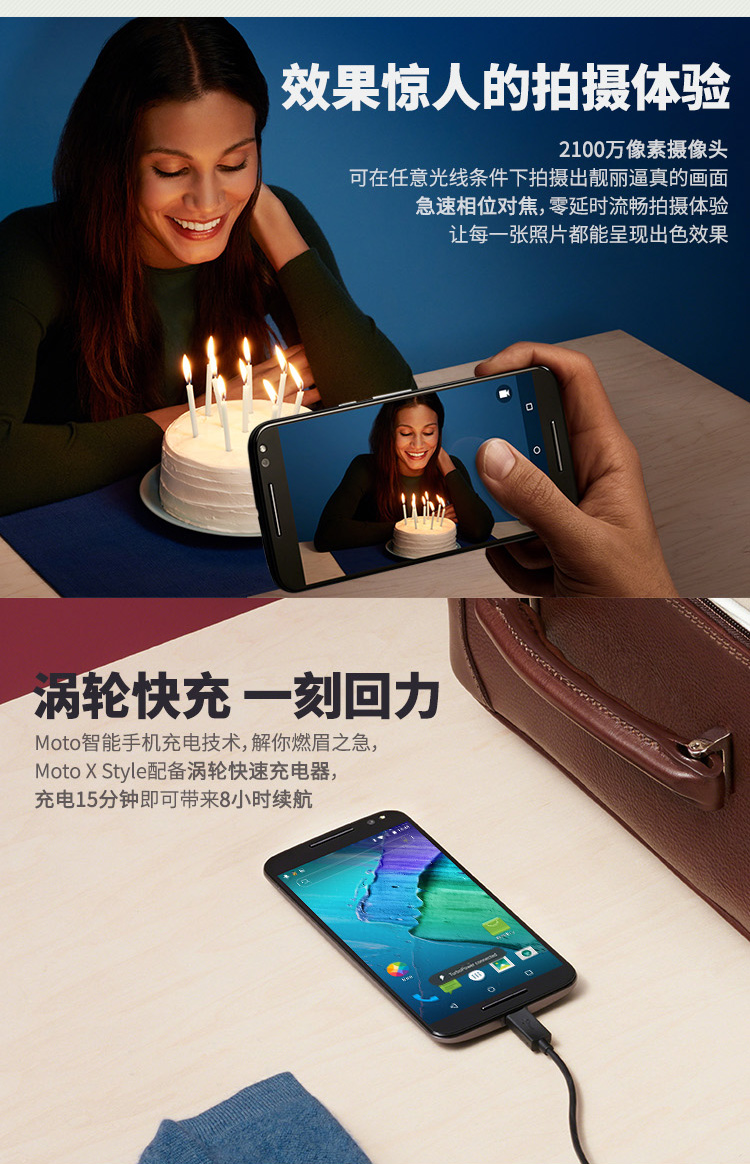 效果惊人的拍摄体验
2100万像素摄像头
可在任意光线条件下拍摄出靓丽逼真的画面
急速相位对焦，零延时流畅拍摄体验
让每一张照片都能呈现出色效果
涡轮快充 一刻回力
Moto智能手机充电技术，解你燃眉之急，
Moto X Style配备涡轮快速充电器，
充电15分钟即可带来8小时续航
TurboPower connected